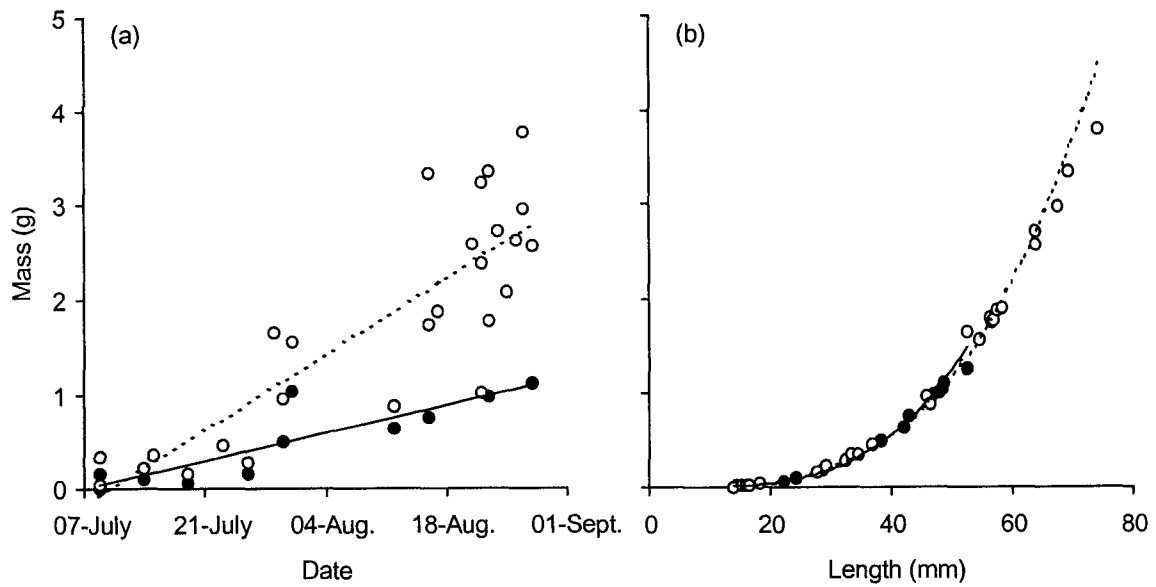 (a)
5
4
3
2
1
0
Mass (g)
07-July 21-July 04-Aug. 18-Aug. 01-Sept.
Date
(b)
0 20 40 60 80
Length (mm)